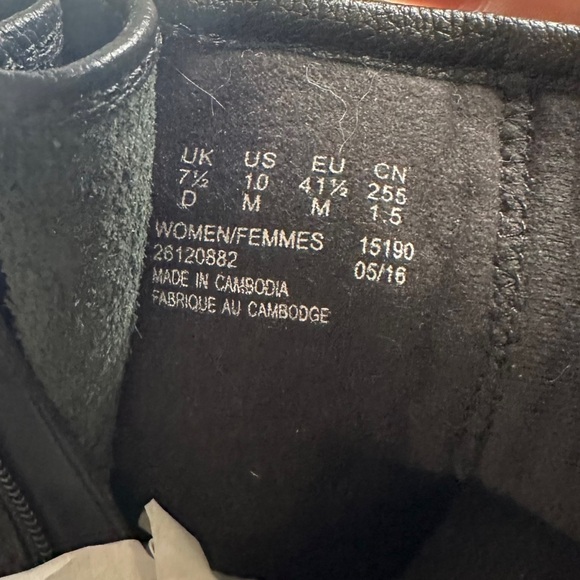 UK US EU CN
7½ 10 41½ 255
D M M 1.5
WOMEN/FEMMES 15190
26120882 05/16
MADE IN CAMBODIA
FABRIQUE AU CAMBODGE